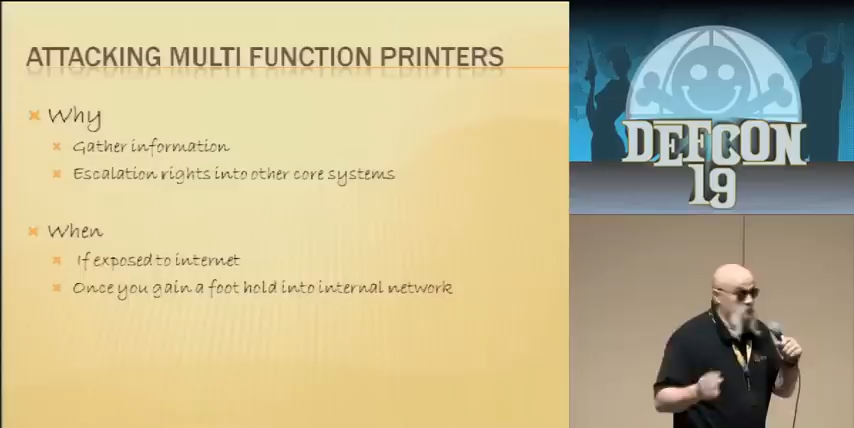 ATTACKING MULTI FUNCTION PRINTERS
Why
Gather information
Escalation rights into other core systems
When
If exposed to internet
Once you gain a foot hold into internal network
DEFCON
19